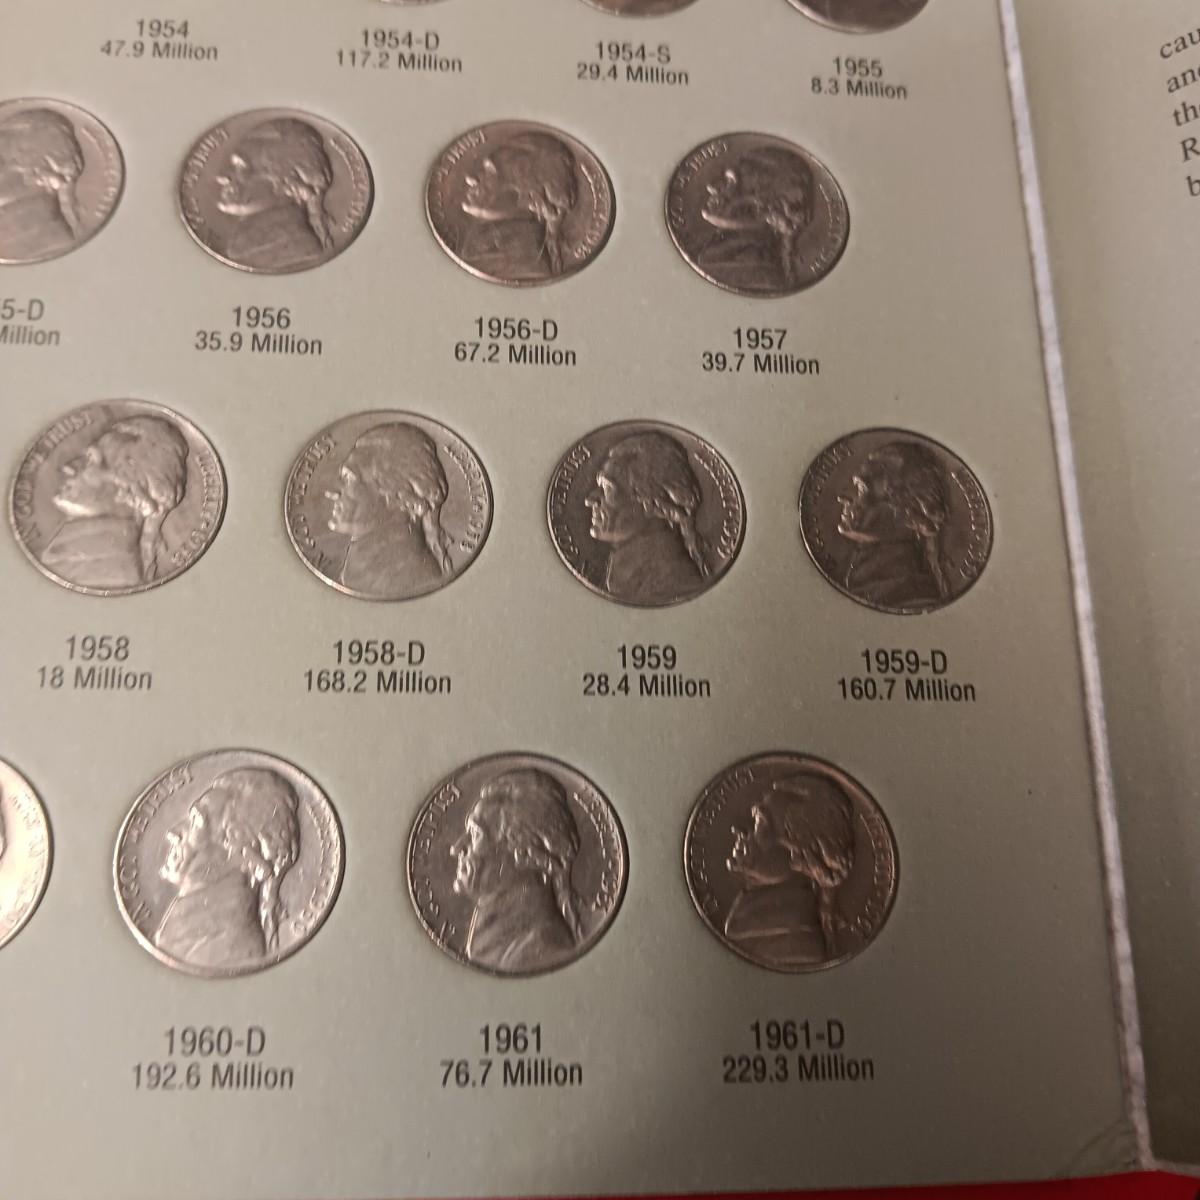 1954
47.9 Million
1954-D
117.2 Million
1954-S
29.4 Million
1955
8.3 Million
5-D
Million
1956
35.9 Million
1956-D
67.2 Million
1957
39.7 Million
1958
18 Million
1958-D
168.2 Million
1959
28.4 Million
1959-D
160.7 Million
1960-D
192.6 Million
1961
76.7 Million
1961-D
229.3 Million